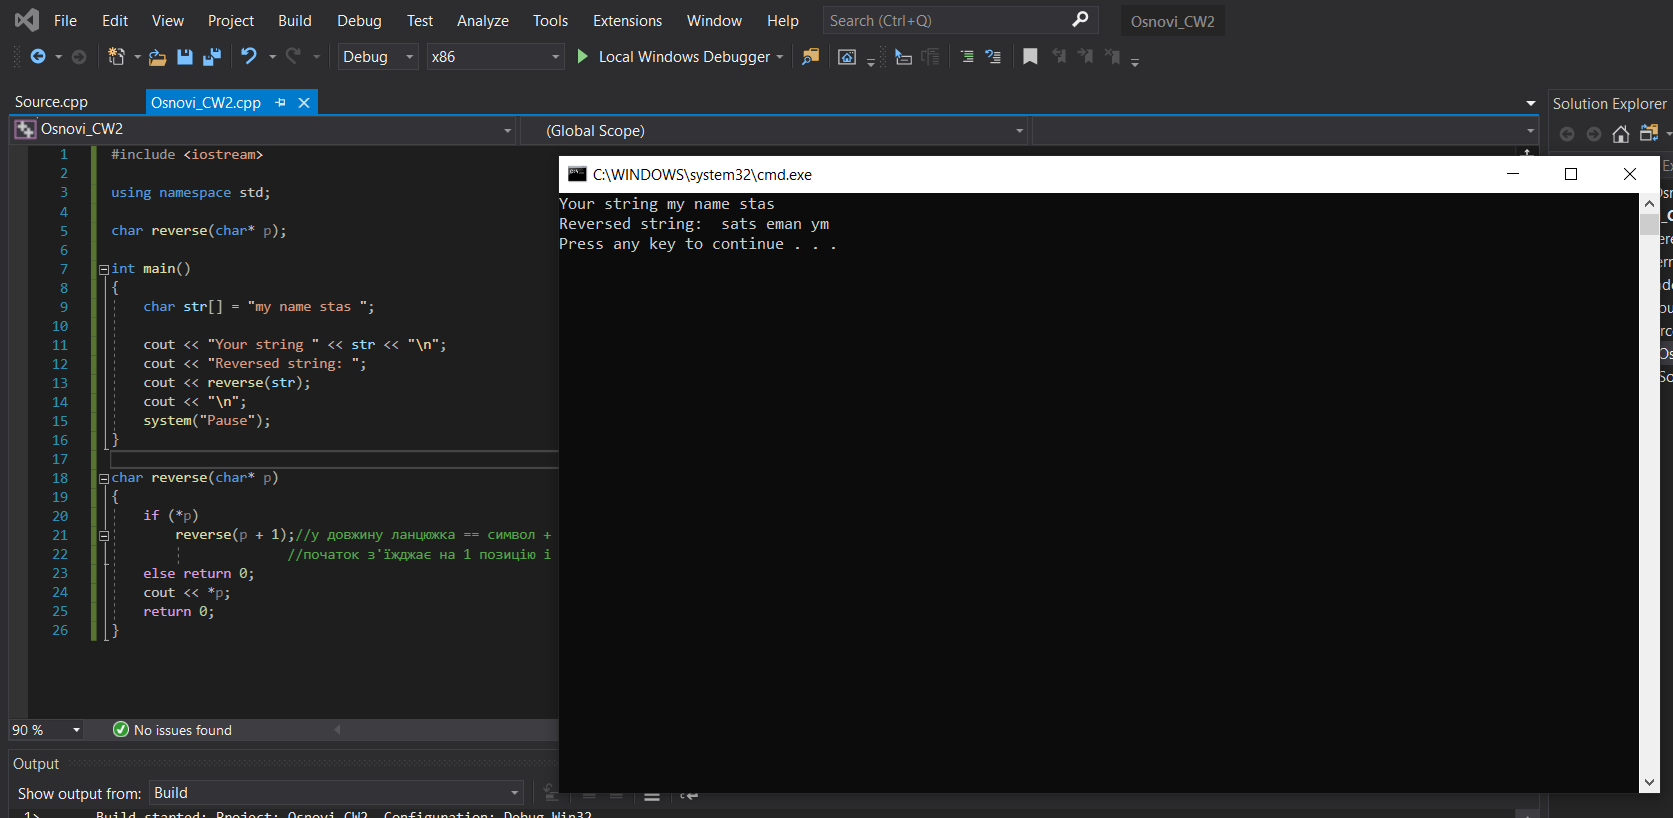 File Edit View Project Build Debug Test Analyze Tools Extensions Window Help Search (Ctrl+Q) Osnovi_CW2
Debug x86 Local Windows Debugger
Source.cpp Osnovi_CW2.cpp Solution Explorer
Osnovi_CW2 (Global Scope)
1 #include <iostream>
2
3 using namespace std;
4
5 char reverse(char* p);
6
7 int main()
8 {
9 char str[] = "my name stas ";
10
11 cout << "Your string " << str << "\n";
12 cout << "Reversed string: ";
13 cout << reverse(str);
14 cout << "\n";
15 system("Pause");
16 }
17
18 char reverse(char* p)
19 {
20 if (*p)
21 reverse(p + 1);//у довжину ланцюжка == символ +
22 //початок з'їжджає на 1 позицію і
23 else return 0;
24 cout << *p;
25 return 0;
26 }
C:\WINDOWS\system32\cmd.exe
Your string my name stas
Reversed string:  sats eman ym
Press any key to continue . . .
90 % No issues found
Output
Show output from: Build
1> Build started: Project: Osnovi_CW2, Configuration: Debug Win32